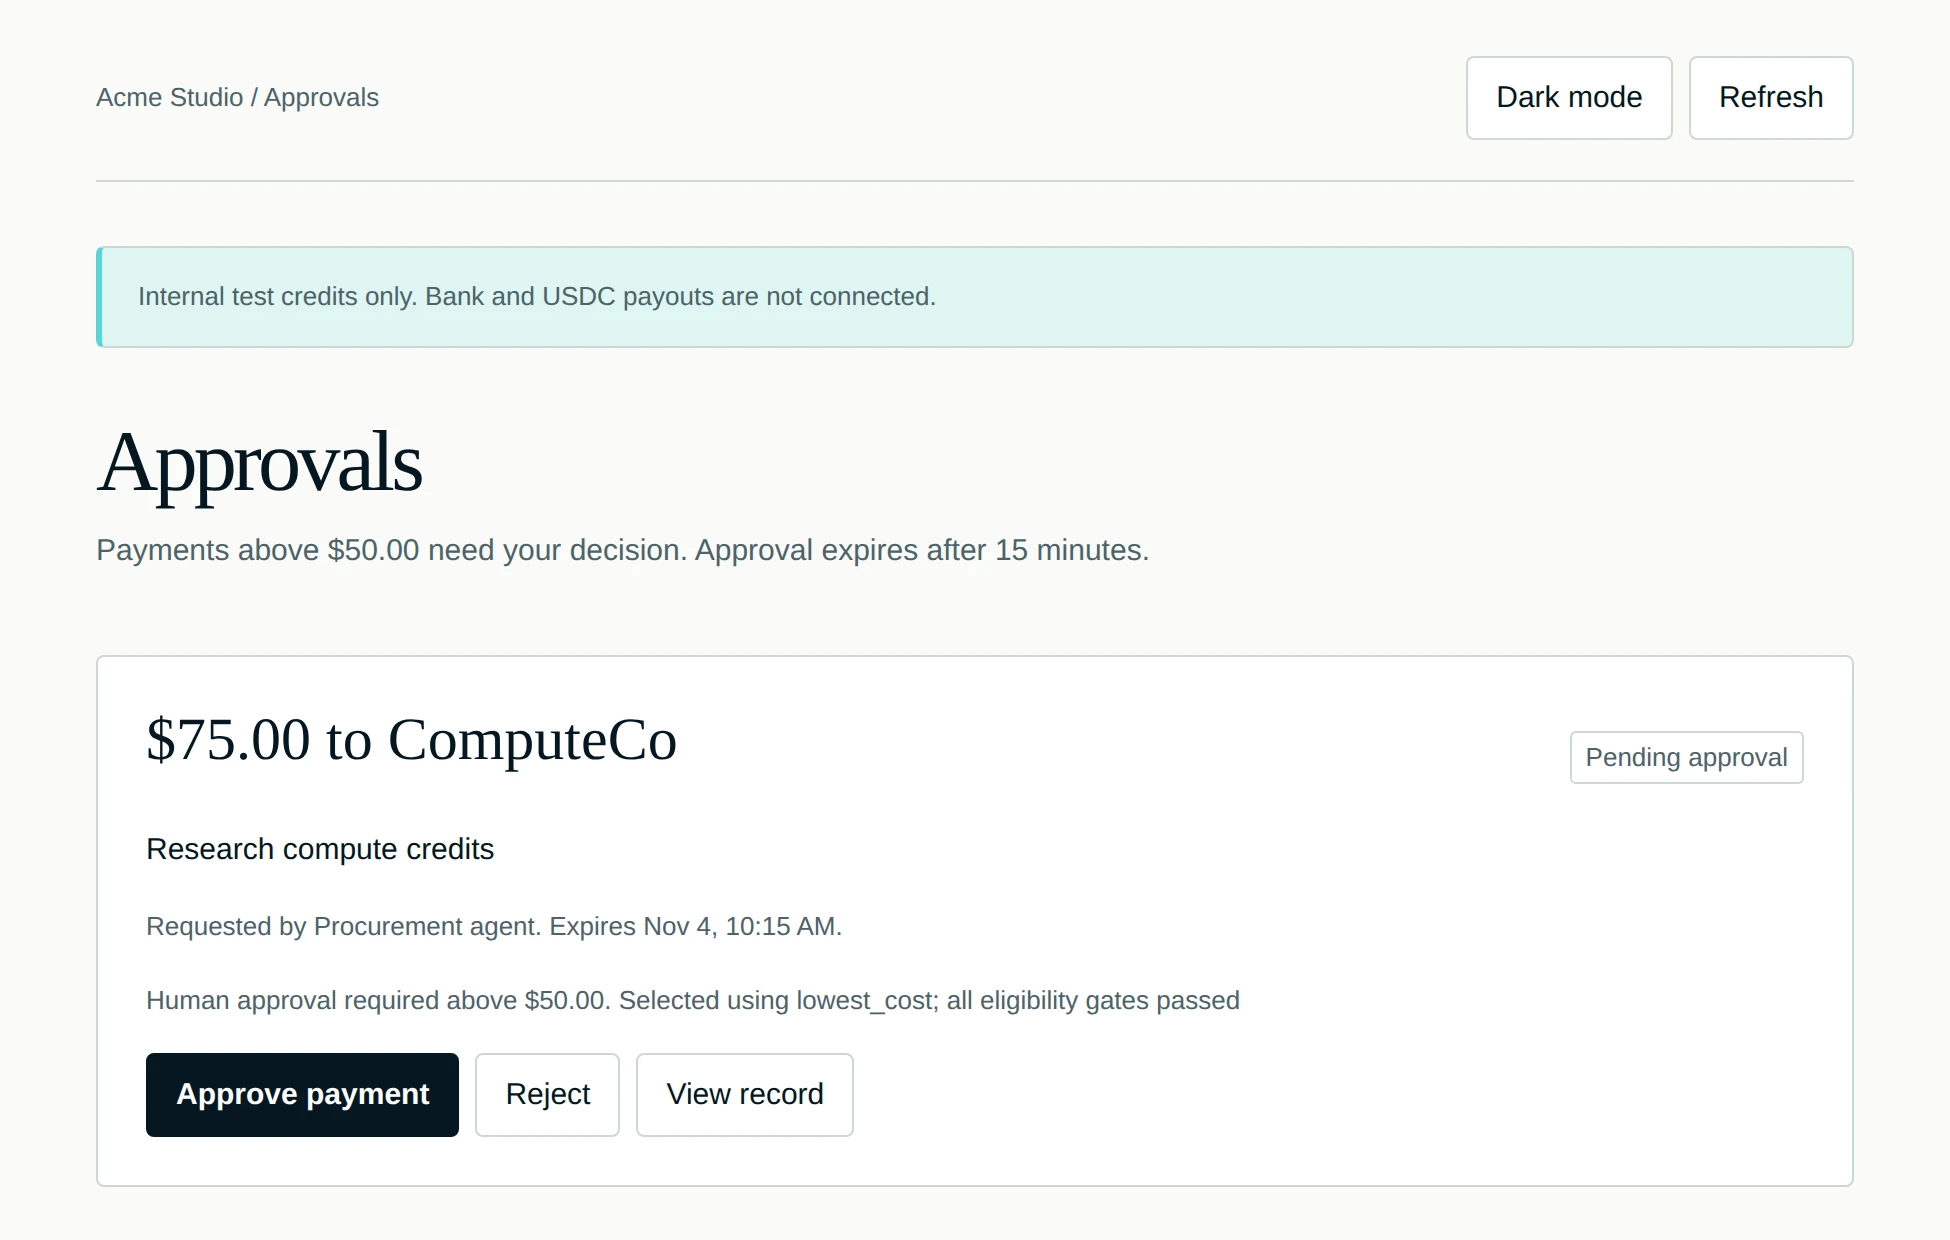 Acme Studio / Approvals
Dark mode
Refresh
Internal test credits only. Bank and USDC payouts are not connected.
Approvals
Payments above $50.00 need your decision. Approval expires after 15 minutes.
$75.00 to ComputeCo
Pending approval
Research compute credits
Requested by Procurement agent. Expires Nov 4, 10:15 AM.
Human approval required above $50.00. Selected using lowest_cost; all eligibility gates passed
Approve payment
Reject
View record